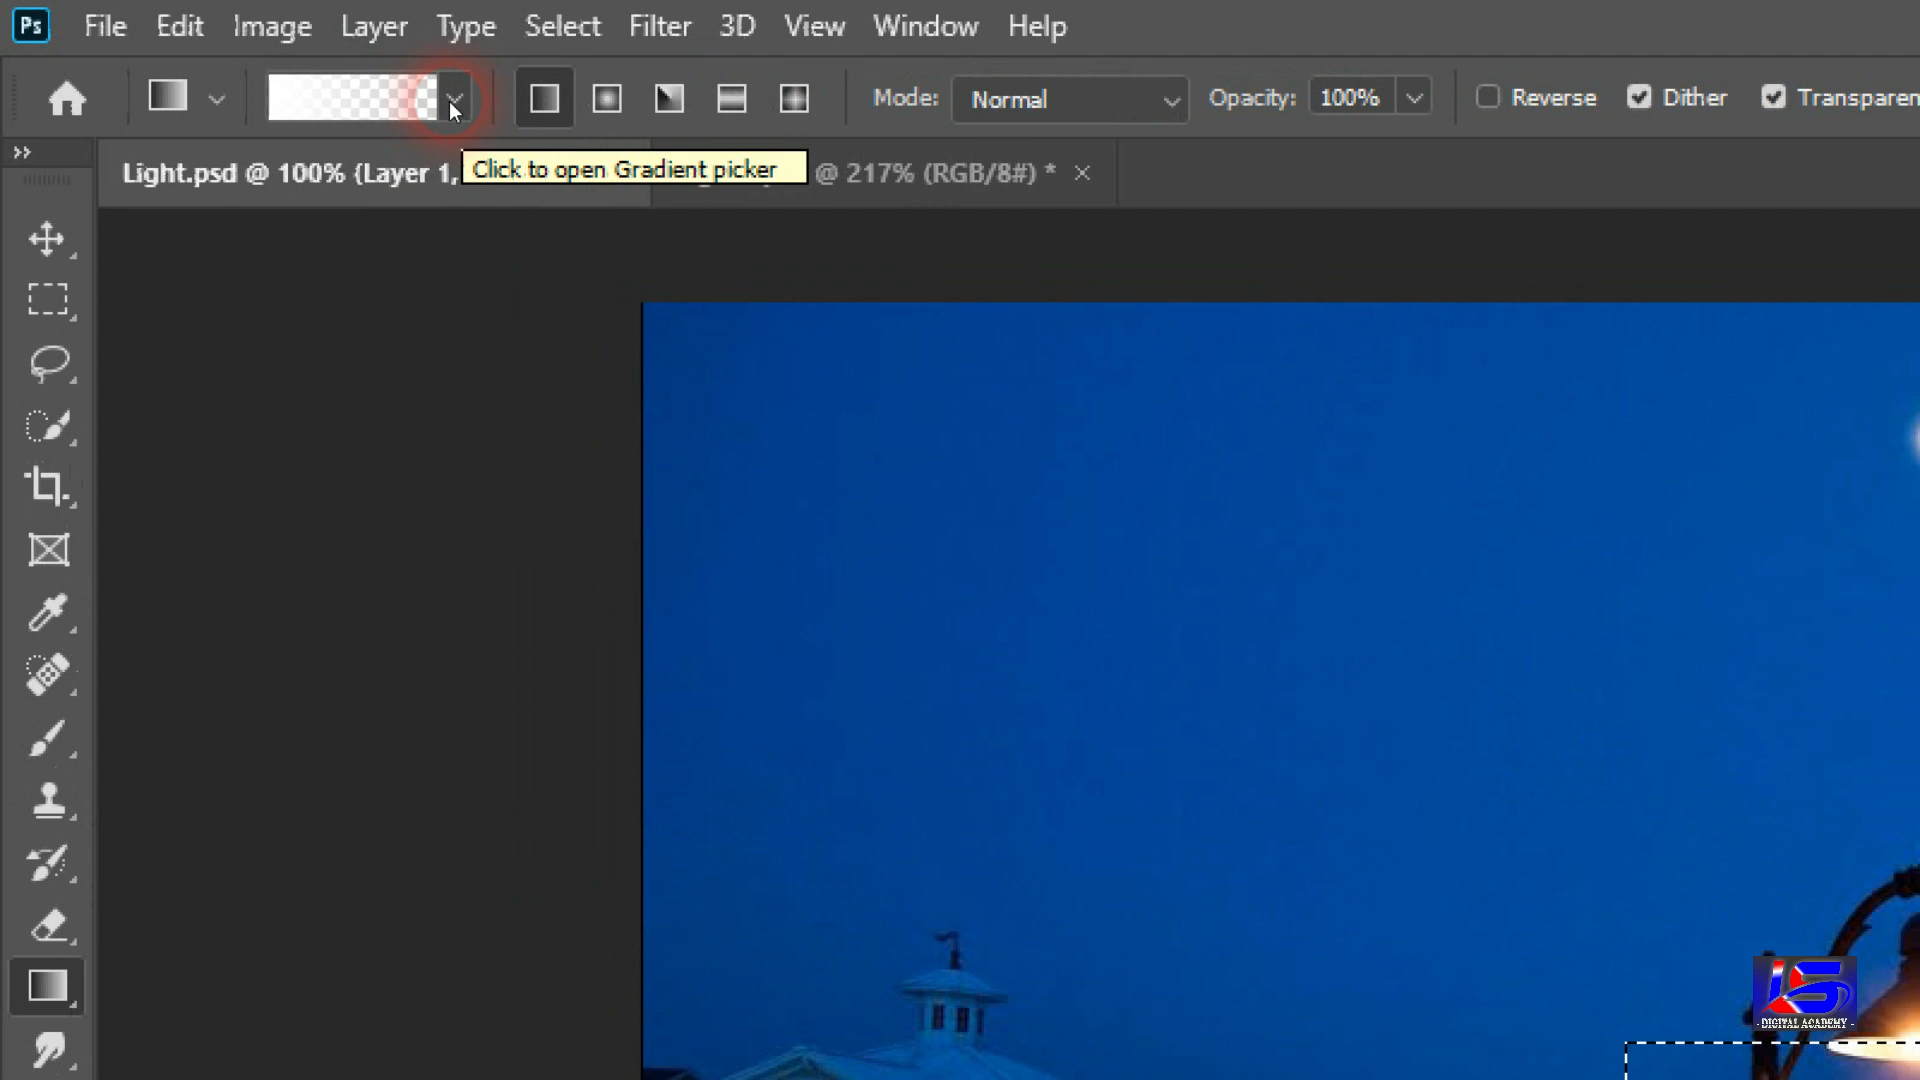 Ps File Edit Image Layer Type Select Filter 3D View Window Help
Mode: Normal Opacity: 100% Reverse Dither Transparen
Light.psd @ 100% (Layer 1, @ 217% (RGB/8#) *
Click to open Gradient picker
LS
- DIGITAL ACADEMY -